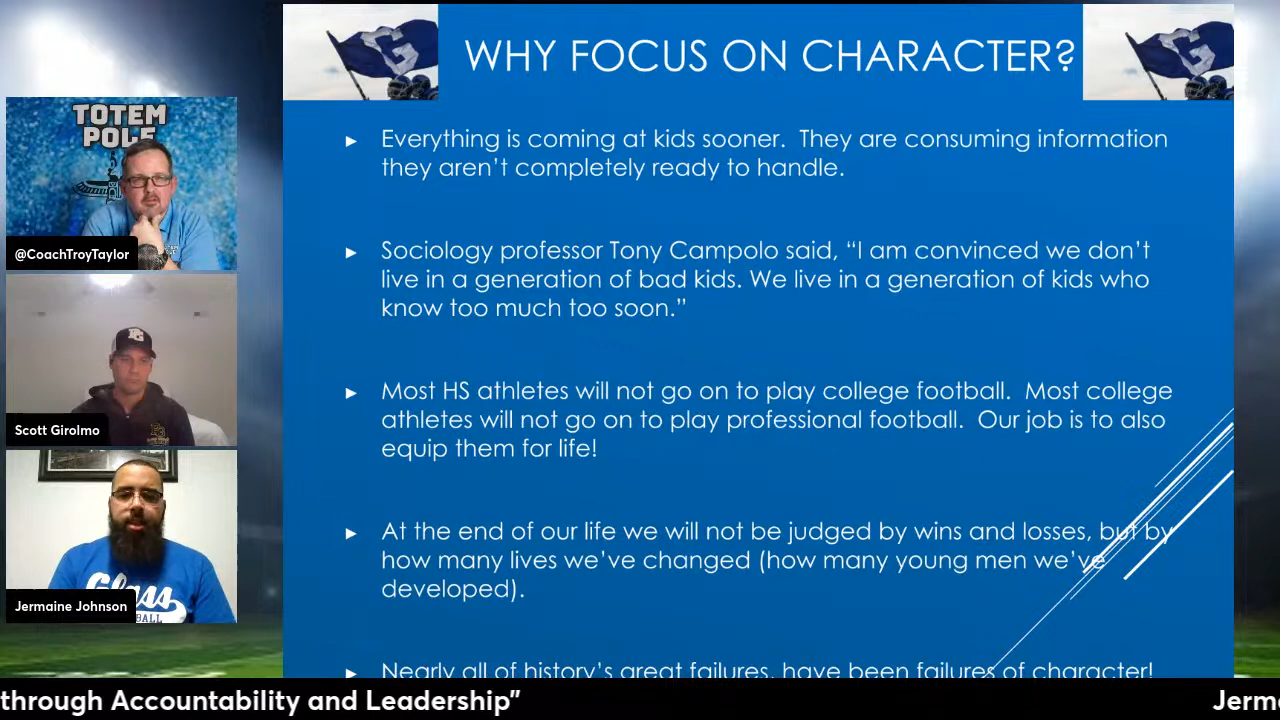 WHY FOCUS ON CHARACTER?
Everything is coming at kids sooner. They are consuming information
they aren't completely ready to handle.
Sociology professor Tony Campolo said, “I am convinced we don't
live in a generation of bad kids. We live in a generation of kids who
know too much too soon.”
Most HS athletes will not go on to play college football. Most college
athletes will not go on to play professional football. Our job is to also
equip them for life!
At the end of our life we will not be judged by wins and losses, but by
how many lives we've changed (how many young men we've
developed).
Nearly all of history's great failures, have been failures of character!
TOTEM
POLE
@CoachTroyTaylor
Scott Girolmo
Glass
Jermaine Johnson
through Accountability and Leadership”
G
G